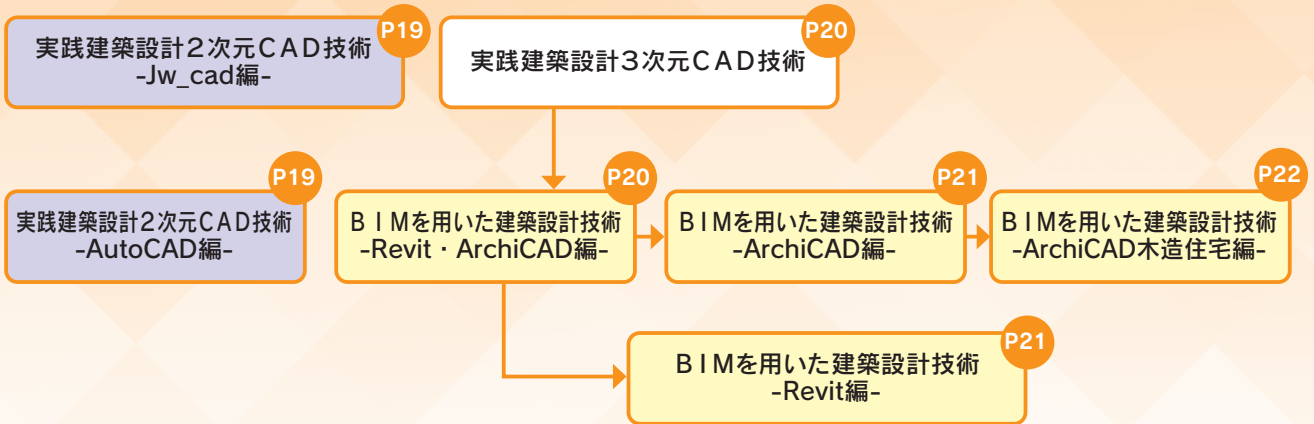 P19
実践建築設計２次元ＣＡＤ技術
-Jw_cad編-
P20
実践建築設計３次元ＣＡＤ技術
P19
実践建築設計２次元ＣＡＤ技術
-AutoCAD編-
P20
ＢＩＭを用いた建築設計技術
-Revit・ArchiCAD編-
P21
ＢＩＭを用いた建築設計技術
-ArchiCAD編-
P22
ＢＩＭを用いた建築設計技術
-ArchiCAD木造住宅編-
P21
ＢＩＭを用いた建築設計技術
-Revit編-